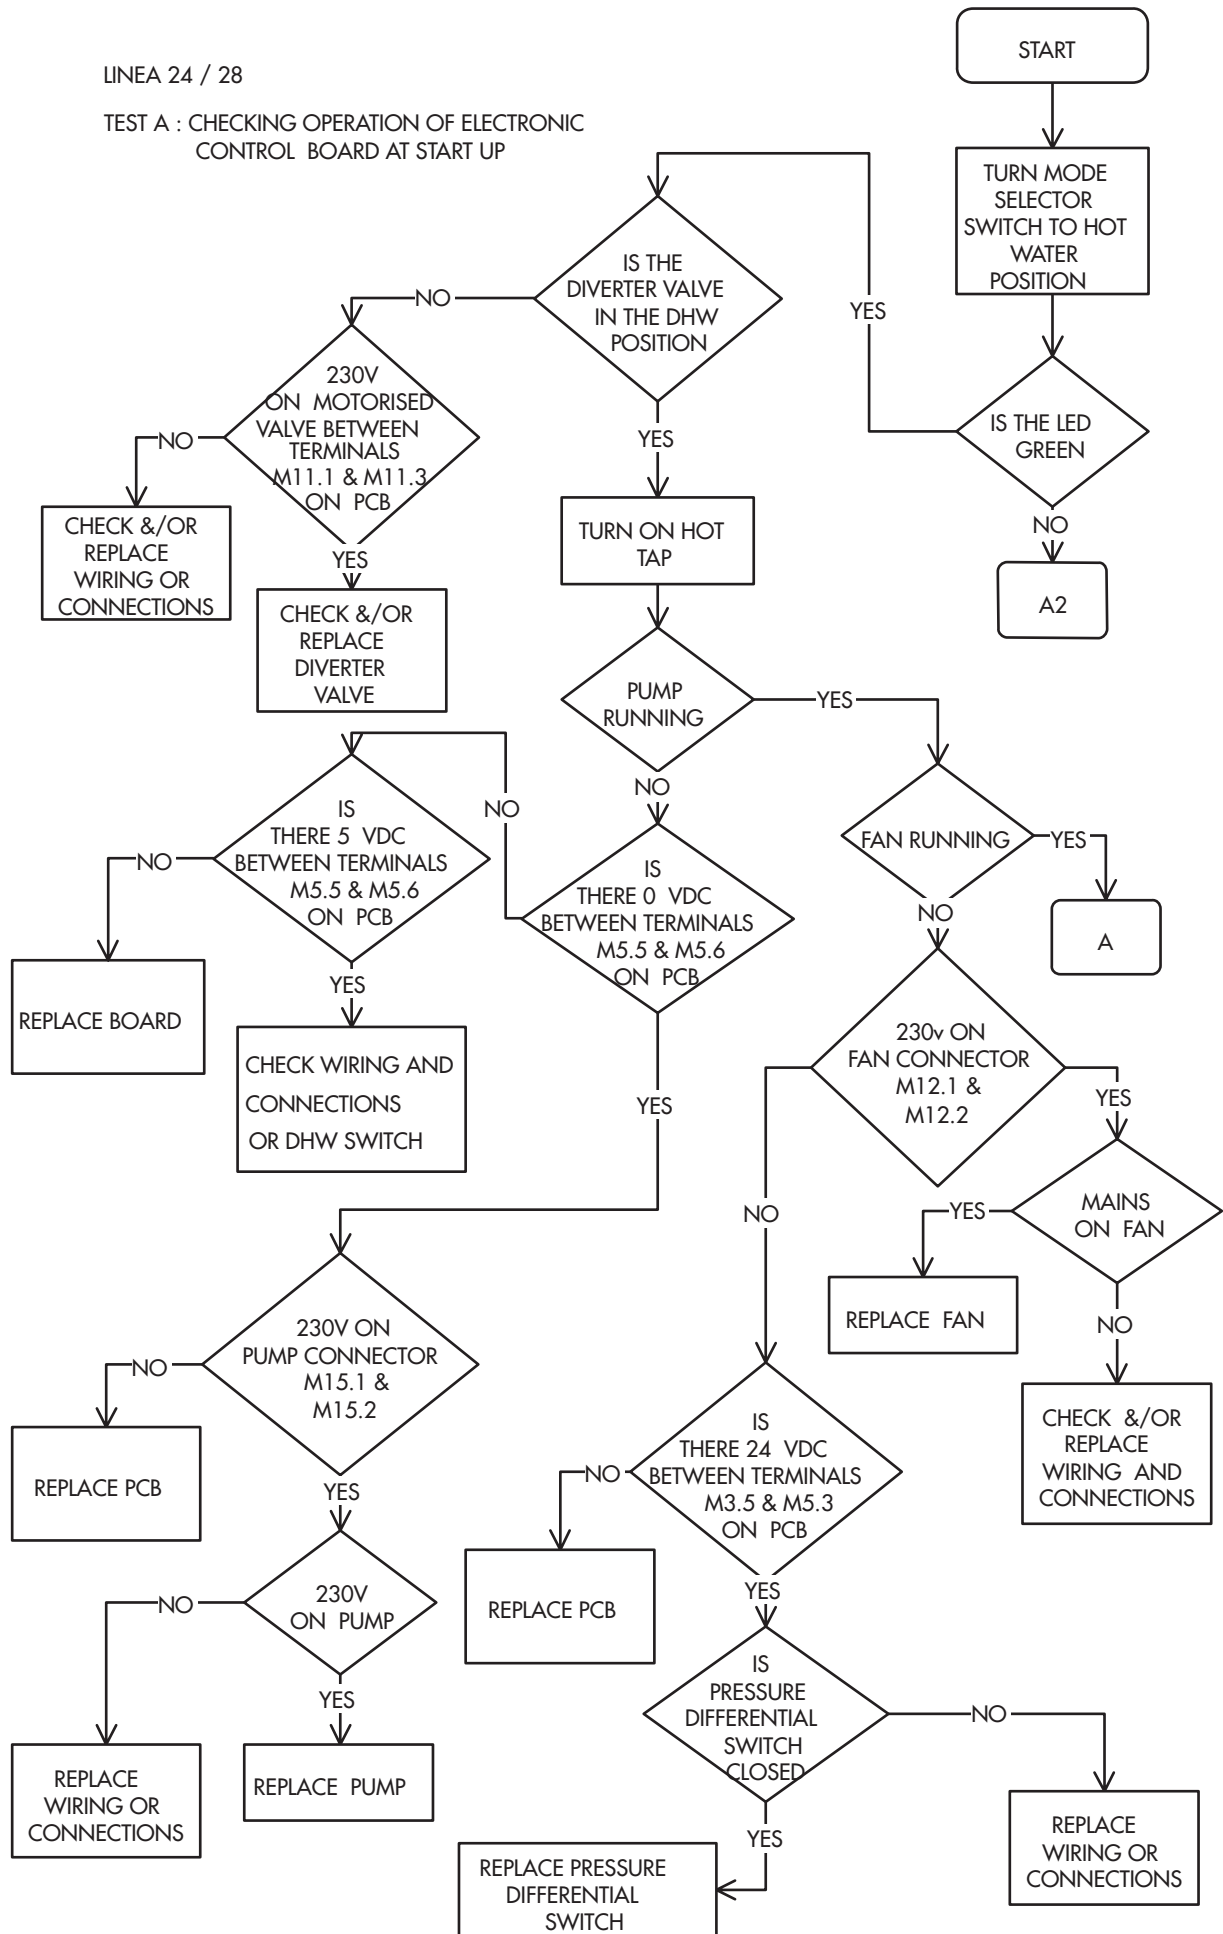 LINEA 24 / 28
TEST A : CHECKING OPERATION OF ELECTRONIC
CONTROL BOARD AT START UP
START
TURN MODE
SELECTOR
SWITCH TO HOT
WATER
POSITION
IS THE LED
GREEN
YES
NO
A2
IS THE
DIVERTER VALVE
IN THE DHW
POSITION
NO
YES
230V
ON MOTORISED
VALVE BETWEEN
TERMINALS
M11.1 & M11.3
ON PCB
NO
YES
CHECK &/OR
REPLACE
WIRING OR
CONNECTIONS
CHECK &/OR
REPLACE
DIVERTER
VALVE
TURN ON HOT
TAP
PUMP
RUNNING
YES
NO
FAN RUNNING
YES
NO
A
IS
THERE 0 VDC
BETWEEN TERMINALS
M5.5 & M5.6
ON PCB
NO
YES
IS
THERE 5 VDC
BETWEEN TERMINALS
M5.5 & M5.6
ON PCB
NO
YES
REPLACE BOARD
CHECK WIRING AND
CONNECTIONS
OR DHW SWITCH
230v ON
FAN CONNECTOR
M12.1 &
M12.2
YES
NO
MAINS
ON FAN
YES
NO
REPLACE FAN
CHECK &/OR
REPLACE
WIRING AND
CONNECTIONS
230V ON
PUMP CONNECTOR
M15.1 &
M15.2
NO
YES
REPLACE PCB
230V
ON PUMP
NO
YES
REPLACE
WIRING OR
CONNECTIONS
REPLACE PUMP
IS
THERE 24 VDC
BETWEEN TERMINALS
M3.5 & M5.3
ON PCB
NO
YES
REPLACE PCB
IS
PRESSURE
DIFFERENTIAL
SWITCH
CLOSED
NO
YES
REPLACE
WIRING OR
CONNECTIONS
REPLACE PRESSURE
DIFFERENTIAL
SWITCH